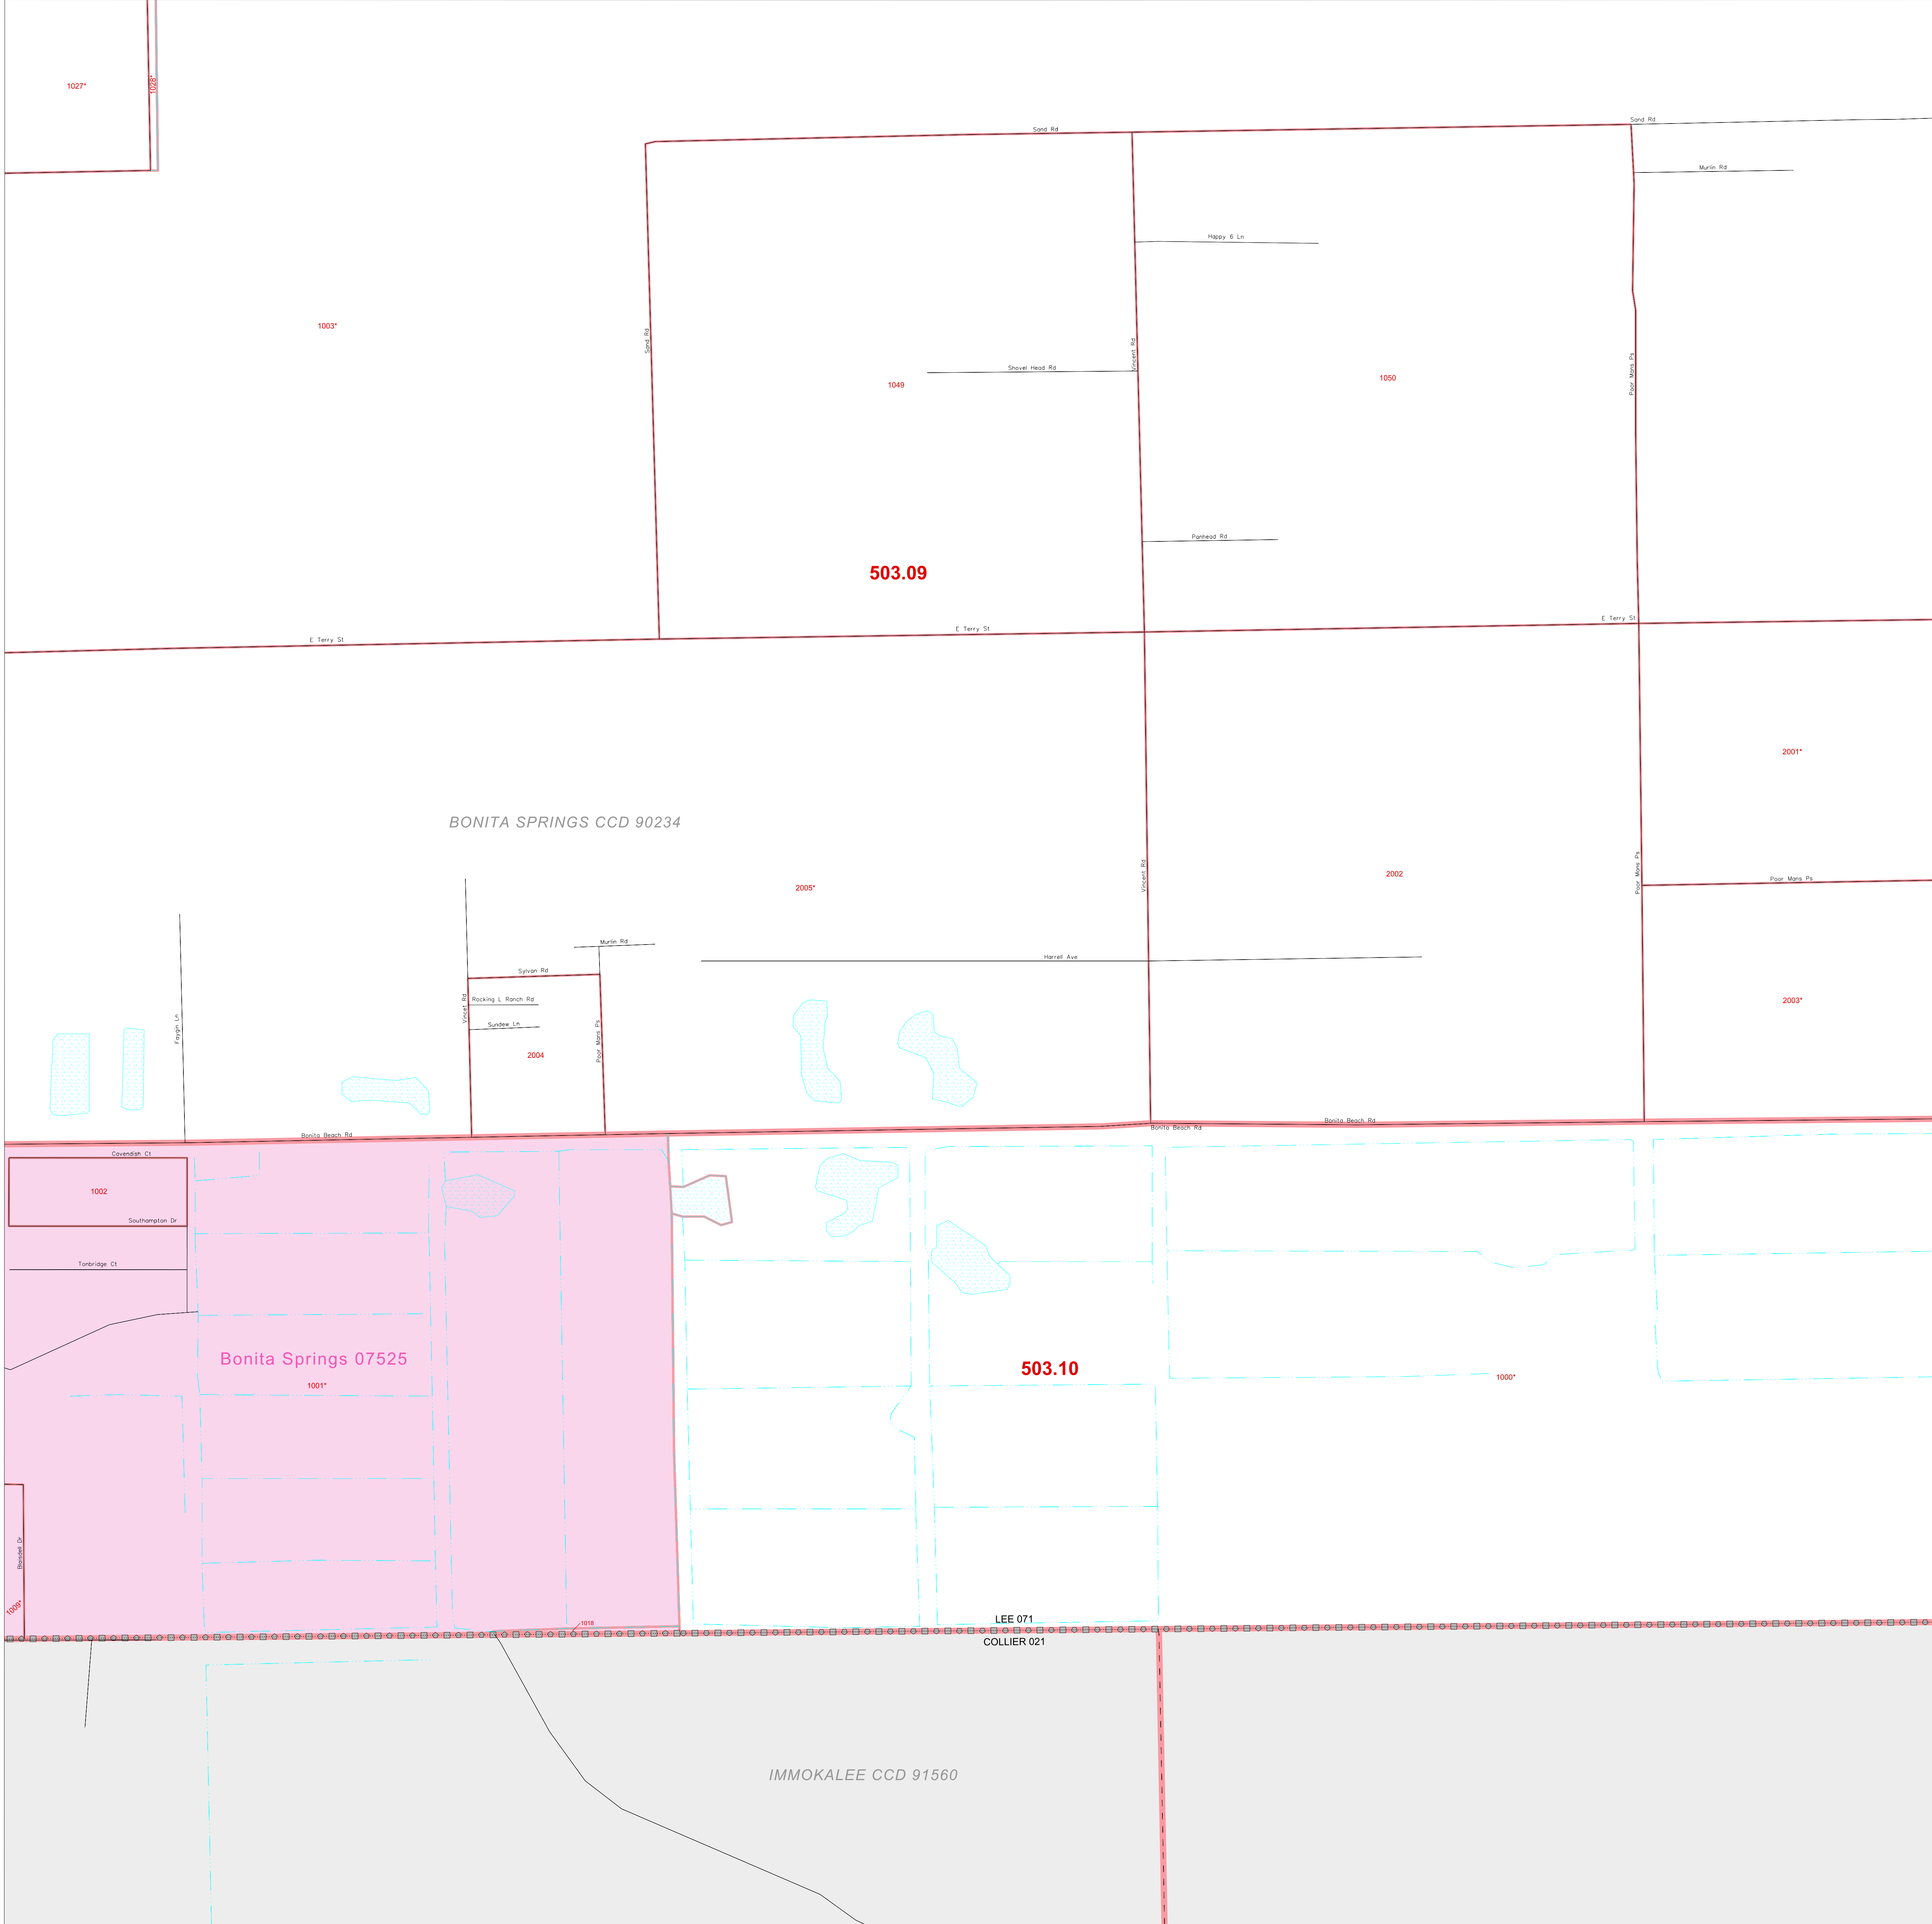 1027*
1028*
Sand Rd
Sand Rd
Murlin Rd
Happy 6 Ln
1003*
Sand Rd
Vincent Rd
Shovel Head Rd
Poor Mans Ps
1049
1050
Panhead Rd
503.09
E Terry St
E Terry St
E Terry St
2001*
BONITA SPRINGS CCD 90234
2005*
Vincent Rd
2002
Poor Mans Ps
Poor Mans Ps
Murlin Rd
Harrell Ave
Sylvan Rd
Rocking L Ranch Rd
Vincet Rd
Sundew Ln
Faygin Ln
Poor Mans Ps
2004
2003*
Bonita Beach Rd
Bonita Beach Rd
Bonita Beach Rd
Cavendish Ct
1002
Southampton Dr
Tonbridge Ct
Bonita Springs 07525
1001*
503.10
1000*
Blaisdell Dr
1009*
1018
LEE 071
COLLIER 021
IMMOKALEE CCD 91560